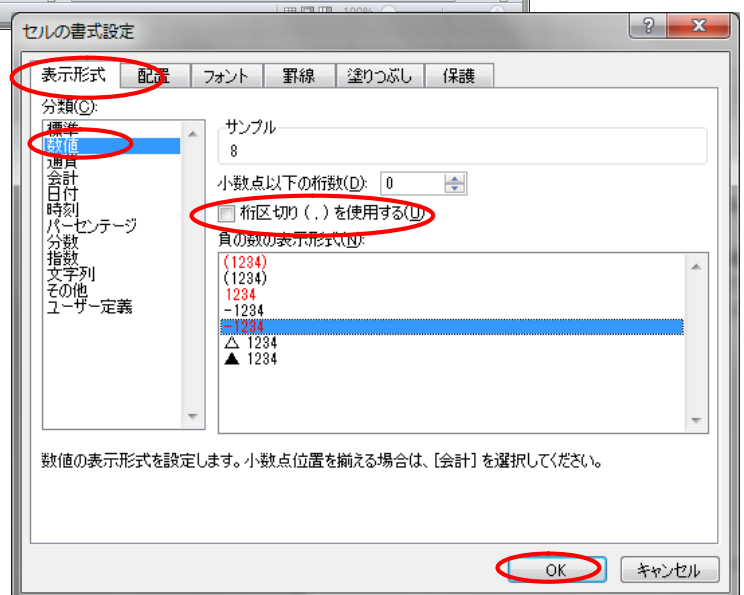 100%
セルの書式設定
表示形式 配置 フォント 罫線 塗りつぶし 保護
分類(C):
標準
数値
通貨
会計
日付
時刻
パーセンテージ
分数
指数
文字列
その他
ユーザー定義
サンプル
8
小数点以下の桁数(D): 0
桁区切り（,）を使用する(U)
負の数の表示形式(N):
(1234)
(1234)
1234
-1234
-1234
△ 1234
▲ 1234
数値の表示形式を設定します。小数点位置を揃える場合は、[会計] を選択してください。
OK キャンセル